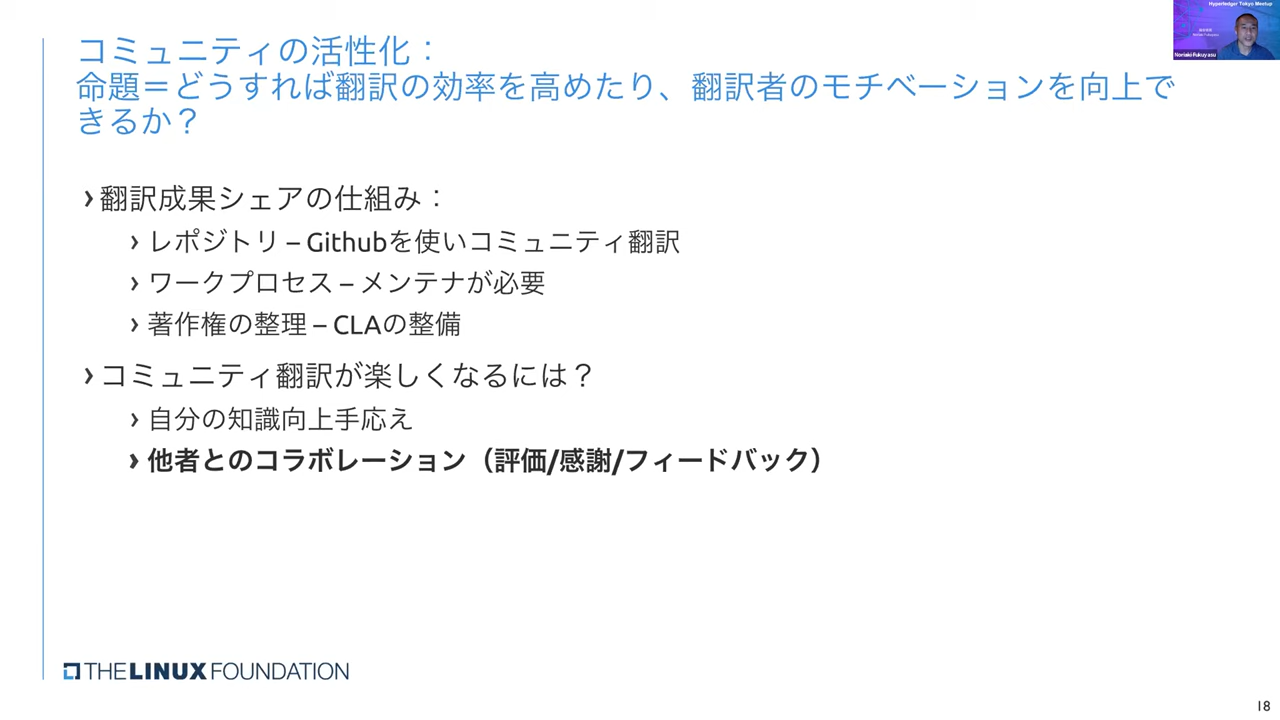 Hyperledger Tokyo Meetup
Noriaki Fukuyasu
コミュニティの活性化：
命題＝どうすれば翻訳の効率を高めたり、翻訳者のモチベーションを向上で
きるか？
› 翻訳成果シェアの仕組み：
› レポジトリ – Githubを使いコミュニティ翻訳
› ワークプロセス – メンテナが必要
› 著作権の整理 – CLAの整備
› コミュニティ翻訳が楽しくなるには？
› 自分の知識向上手応え
› 他者とのコラボレーション（評価/感謝/フィードバック）
THE LINUX FOUNDATION
18